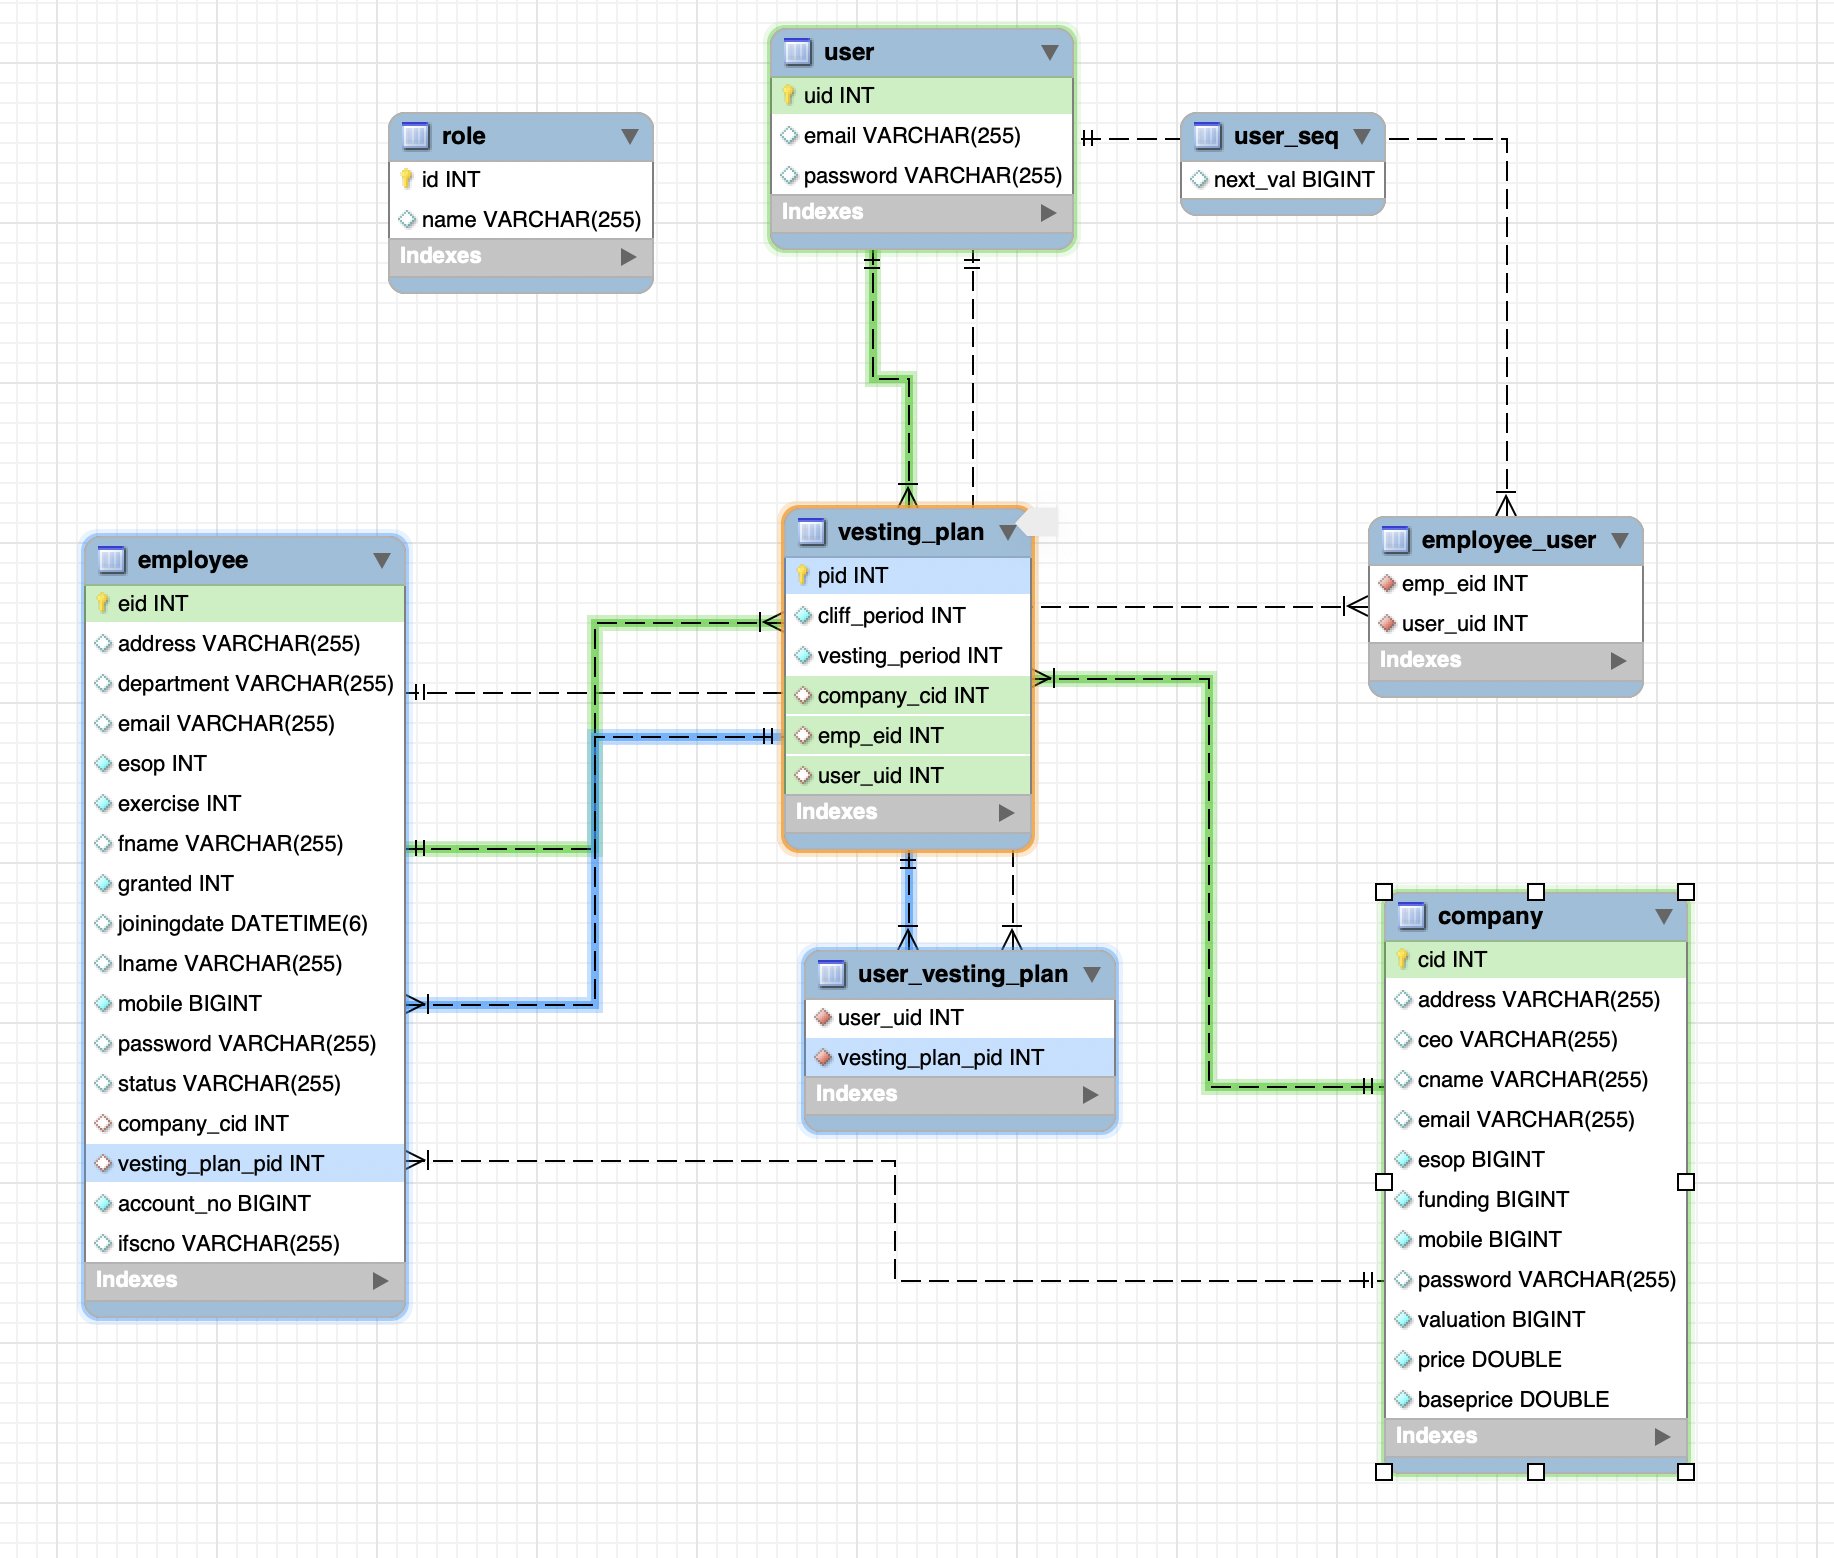 user
uid INT
email VARCHAR(255)
password VARCHAR(255)
Indexes
role
id INT
name VARCHAR(255)
Indexes
user_seq
next_val BIGINT
employee
eid INT
address VARCHAR(255)
department VARCHAR(255)
email VARCHAR(255)
esop INT
exercise INT
fname VARCHAR(255)
granted INT
joiningdate DATETIME(6)
lname VARCHAR(255)
mobile BIGINT
password VARCHAR(255)
status VARCHAR(255)
company_cid INT
vesting_plan_pid INT
account_no BIGINT
ifscno VARCHAR(255)
Indexes
vesting_plan
pid INT
cliff_period INT
vesting_period INT
company_cid INT
emp_eid INT
user_uid INT
Indexes
employee_user
emp_eid INT
user_uid INT
Indexes
user_vesting_plan
user_uid INT
vesting_plan_pid INT
Indexes
company
cid INT
address VARCHAR(255)
ceo VARCHAR(255)
cname VARCHAR(255)
email VARCHAR(255)
esop BIGINT
funding BIGINT
mobile BIGINT
password VARCHAR(255)
valuation BIGINT
price DOUBLE
baseprice DOUBLE
Indexes